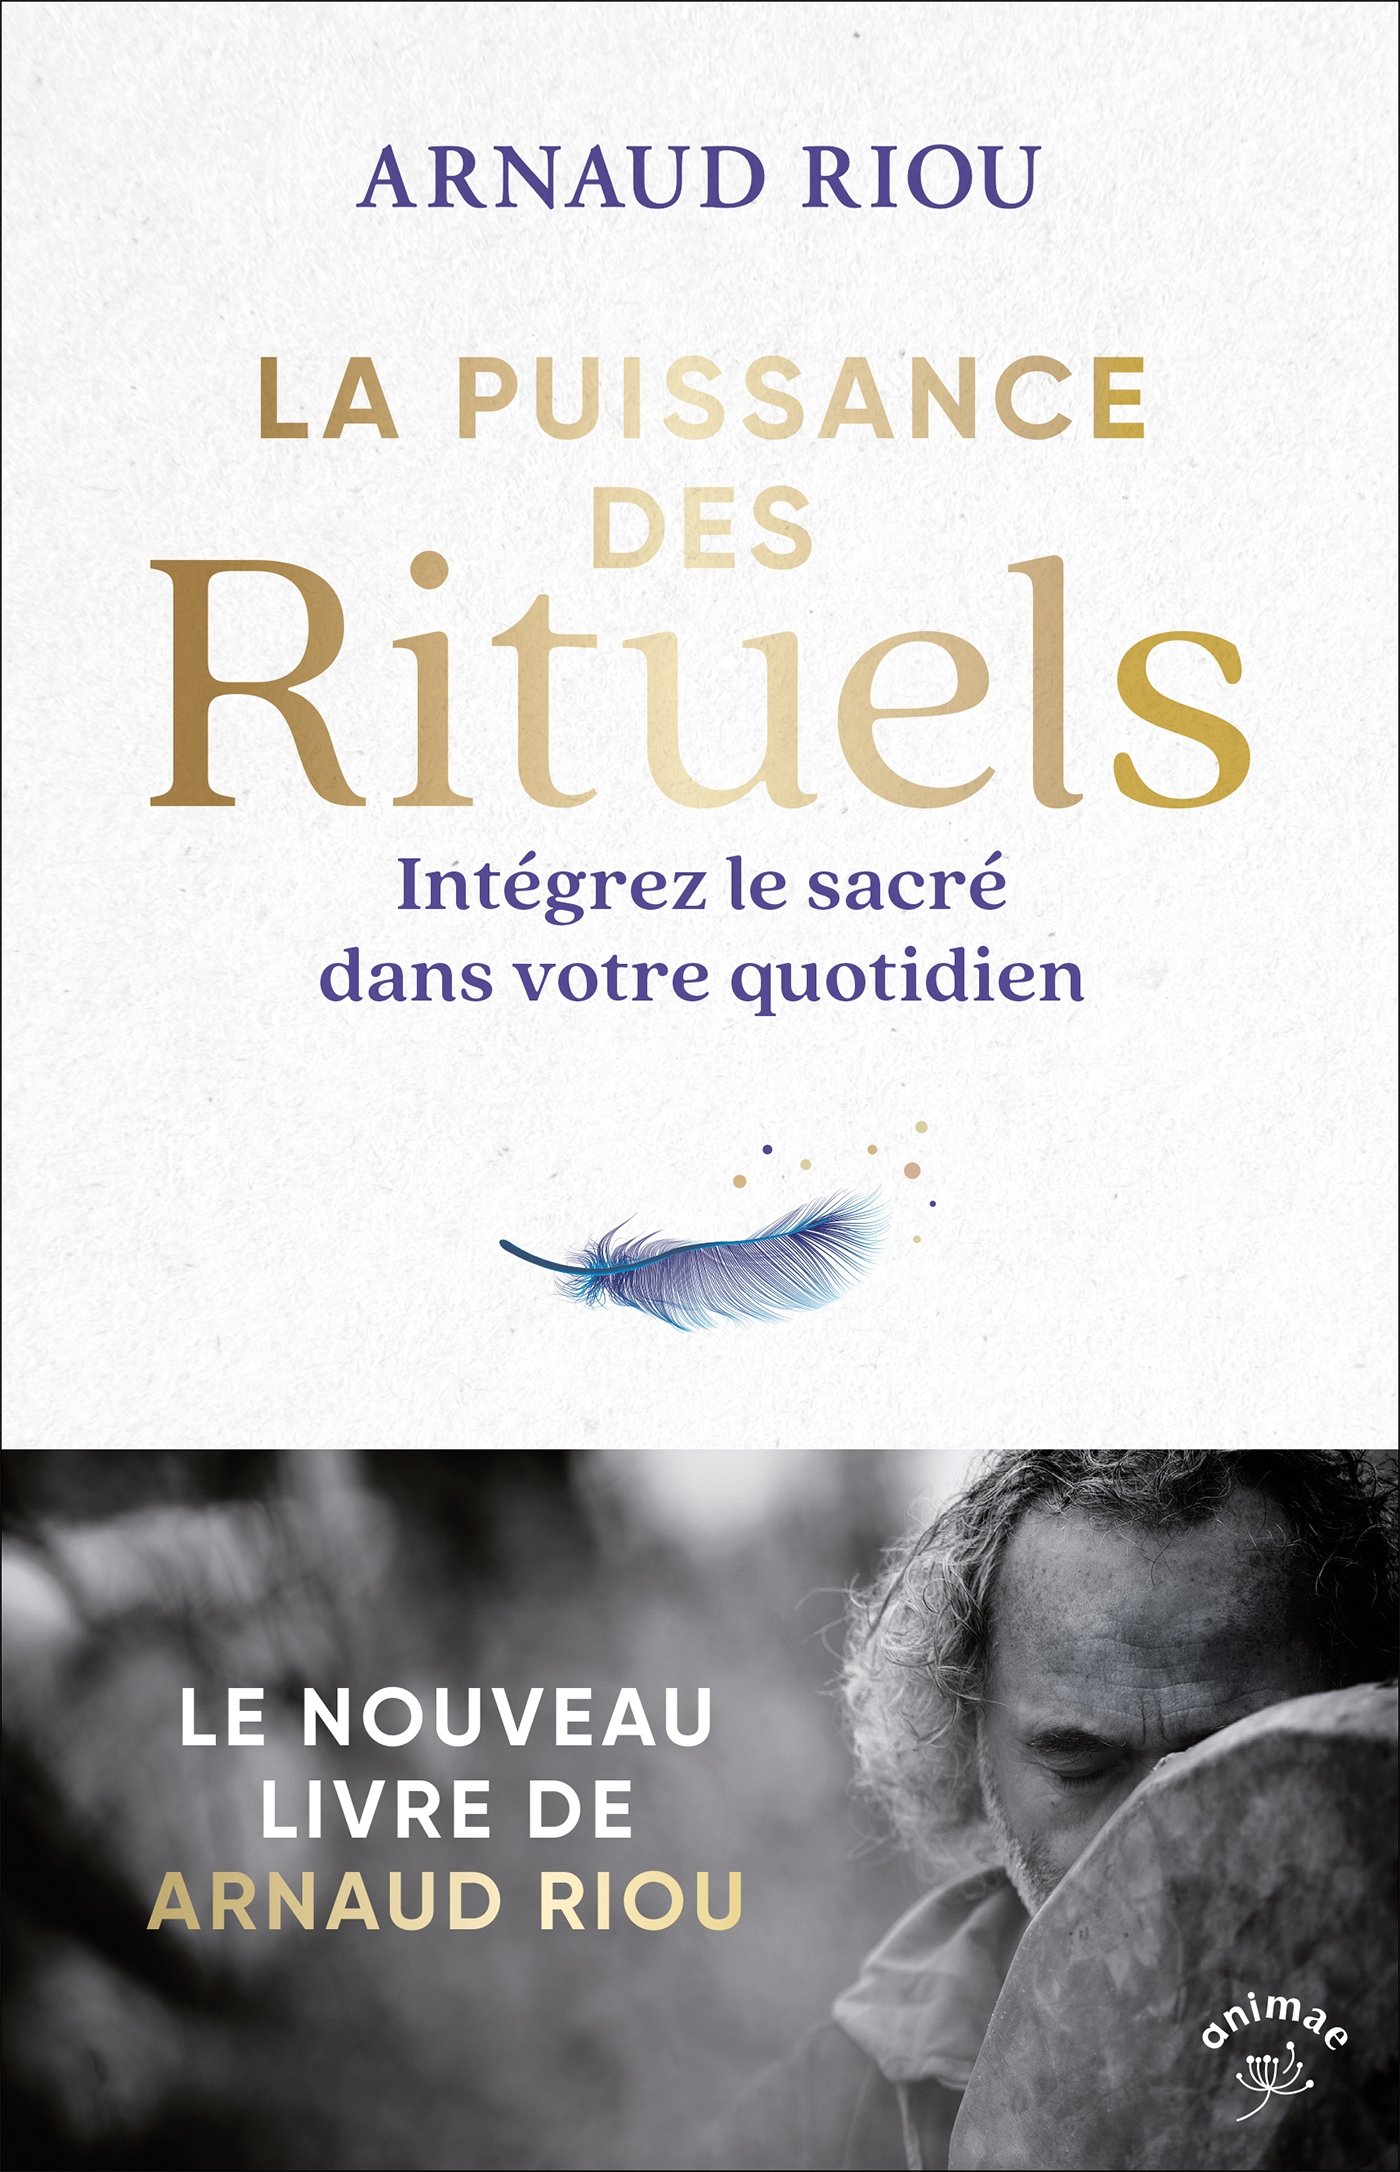 ARNAUD RIOU
LA PUISSANCE
DES
Rituels
Intégrez le sacré
dans votre quotidien
LE NOUVEAU
LIVRE DE
ARNAUD RIOU
animae